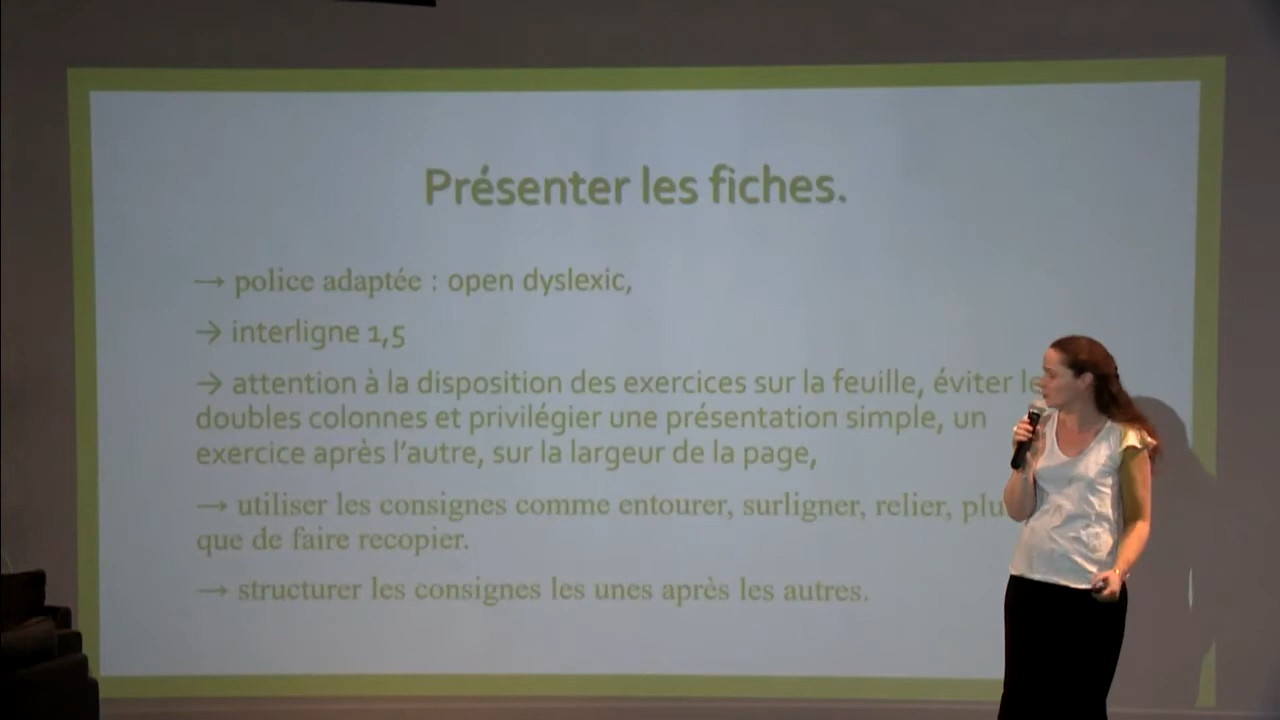 Présenter les fiches.
→ police adaptée : open dyslexic,
→ interligne 1,5
→ attention à la disposition des exercices sur la feuille, éviter
doubles colonnes et privilégier une présentation simple, un
exercice après l'autre, sur la largeur de la page,
→ utiliser les consignes comme entourer, surligner, relier,
que de faire recopier.
→ structurer les consignes les unes après les autres.